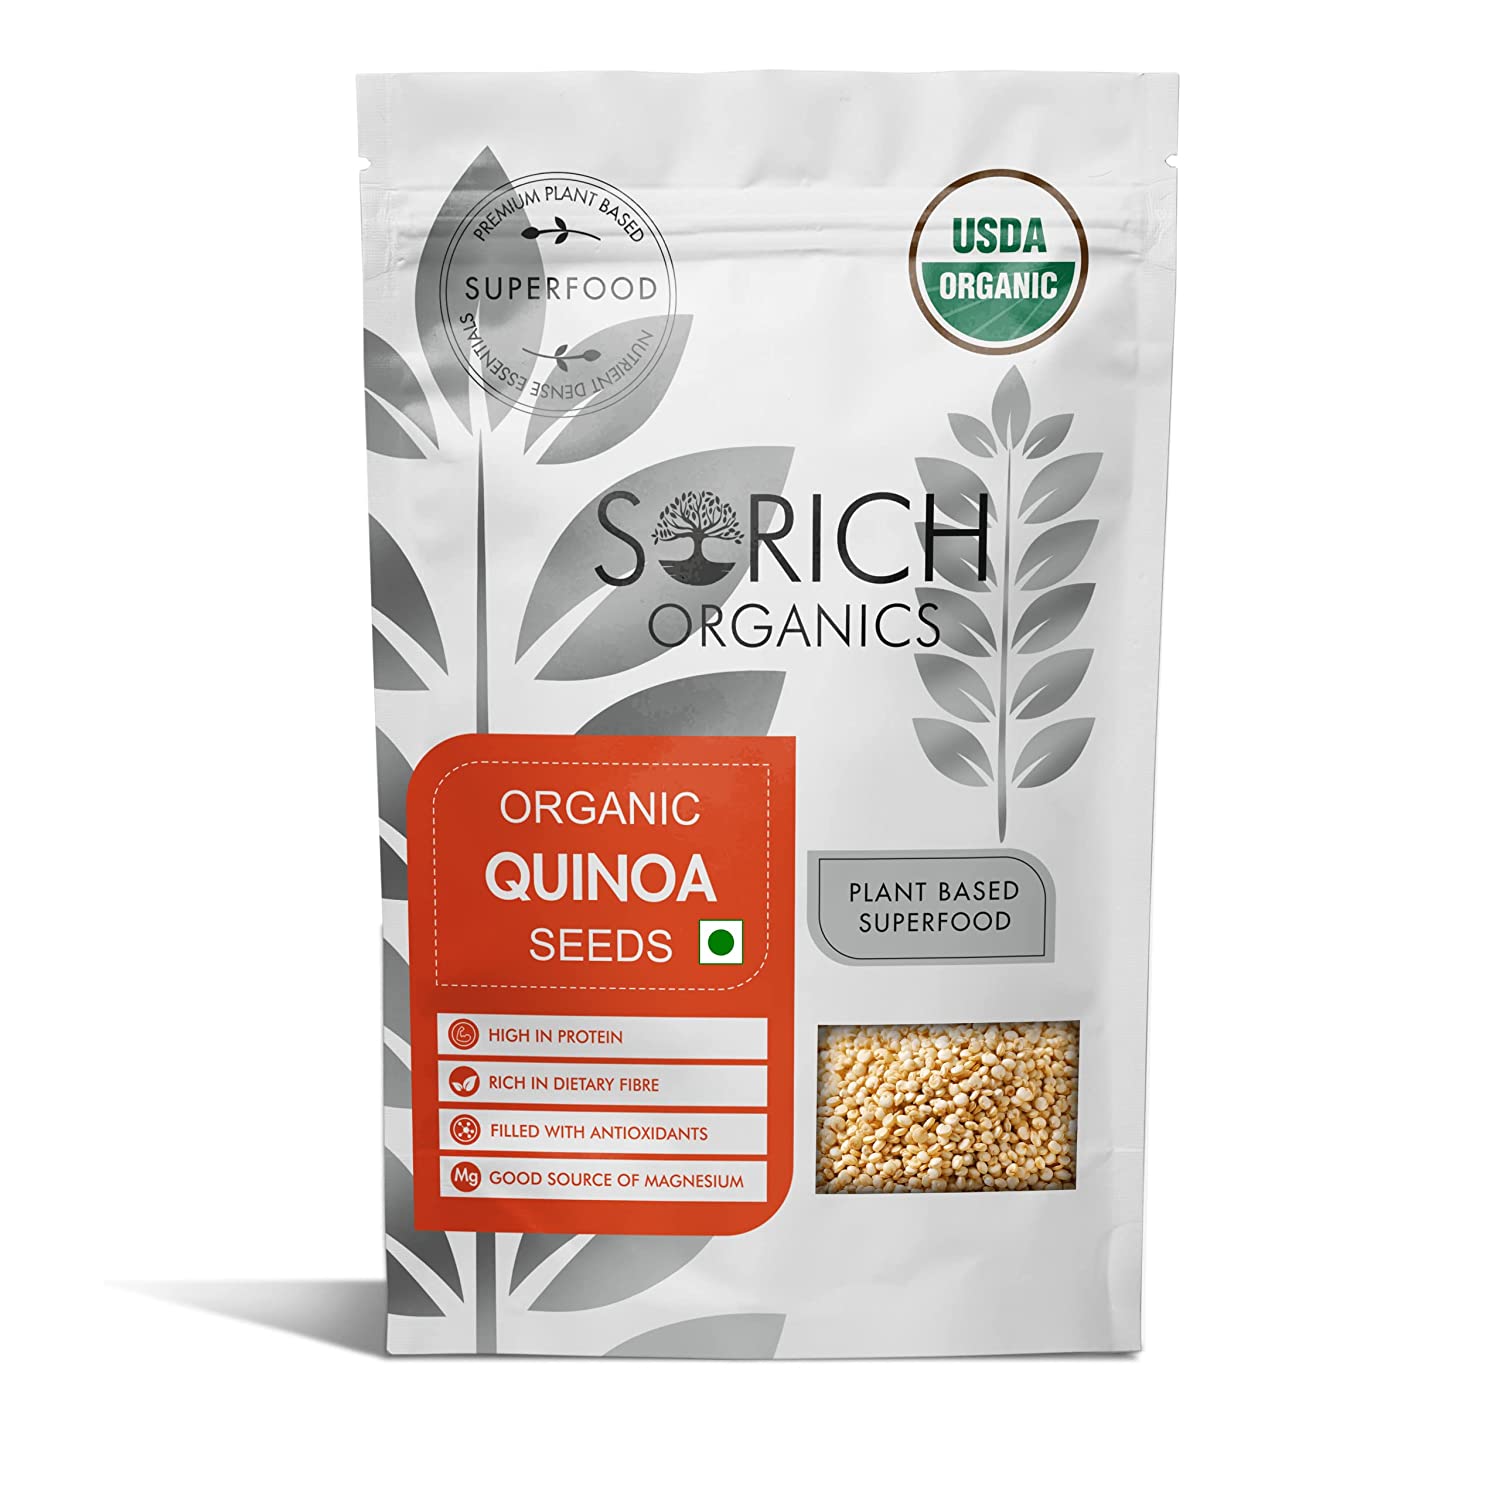 PREMIUM PLANT BASED
SUPERFOOD
NUTRIENT DENSE ESSENTIALS
USDA
ORGANIC
SORICH
ORGANICS
ORGANIC
QUINOA
SEEDS
HIGH IN PROTEIN
RICH IN DIETARY FIBRE
FILLED WITH ANTIOXIDANTS
Mg GOOD SOURCE OF MAGNESIUM
PLANT BASED
SUPERFOOD